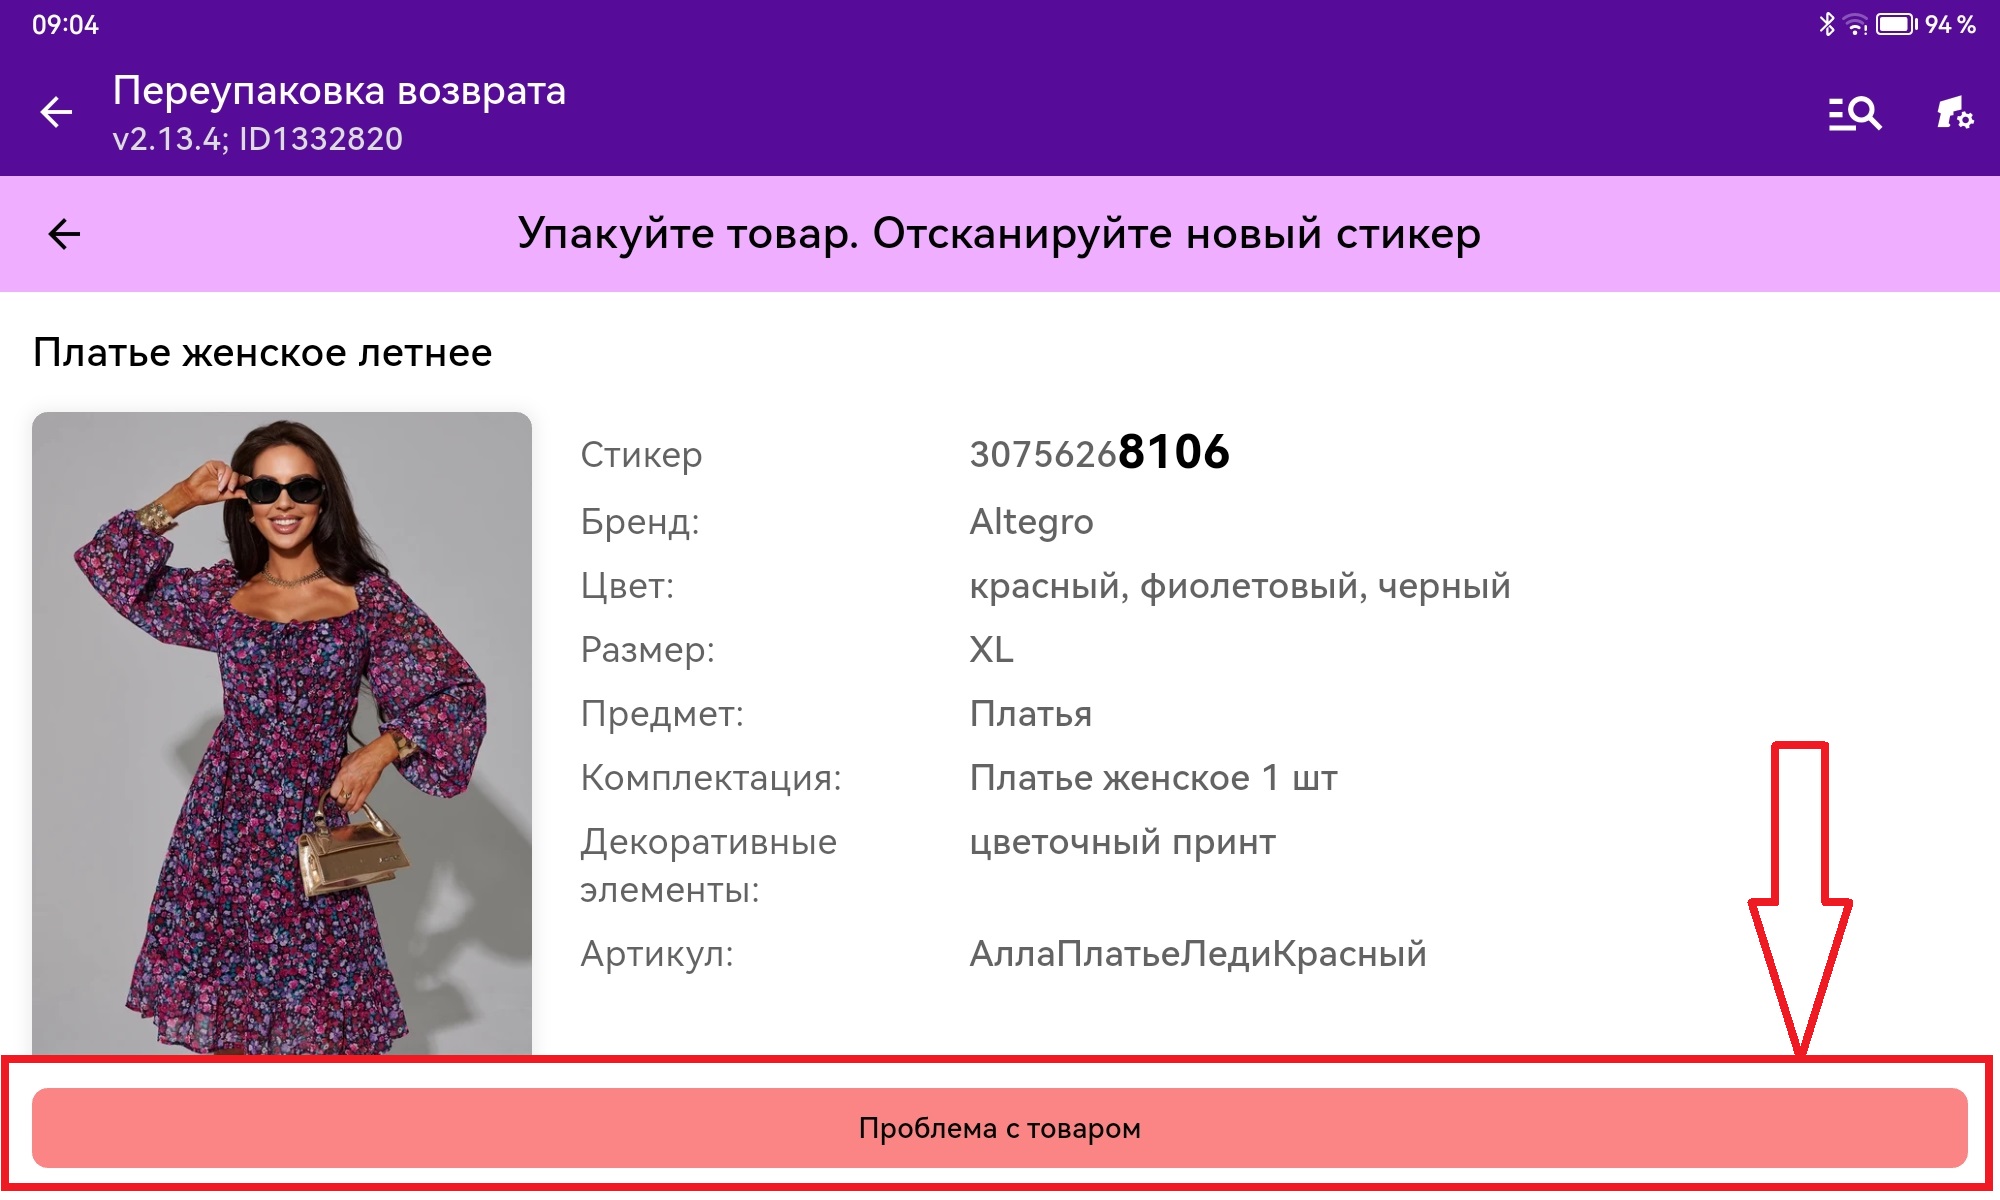 09:04
94 %
Переупаковка возврата
v2.13.4; ID1332820
Упакуйте товар. Отсканируйте новый стикер
Платье женское летнее
Стикер 30756268106
Бренд: Altegro
Цвет: красный, фиолетовый, черный
Размер: XL
Предмет: Платья
Комплектация: Платье женское 1 шт
Декоративные элементы: цветочный принт
Артикул: АллаПлатьеЛедиКрасный
Проблема с товаром